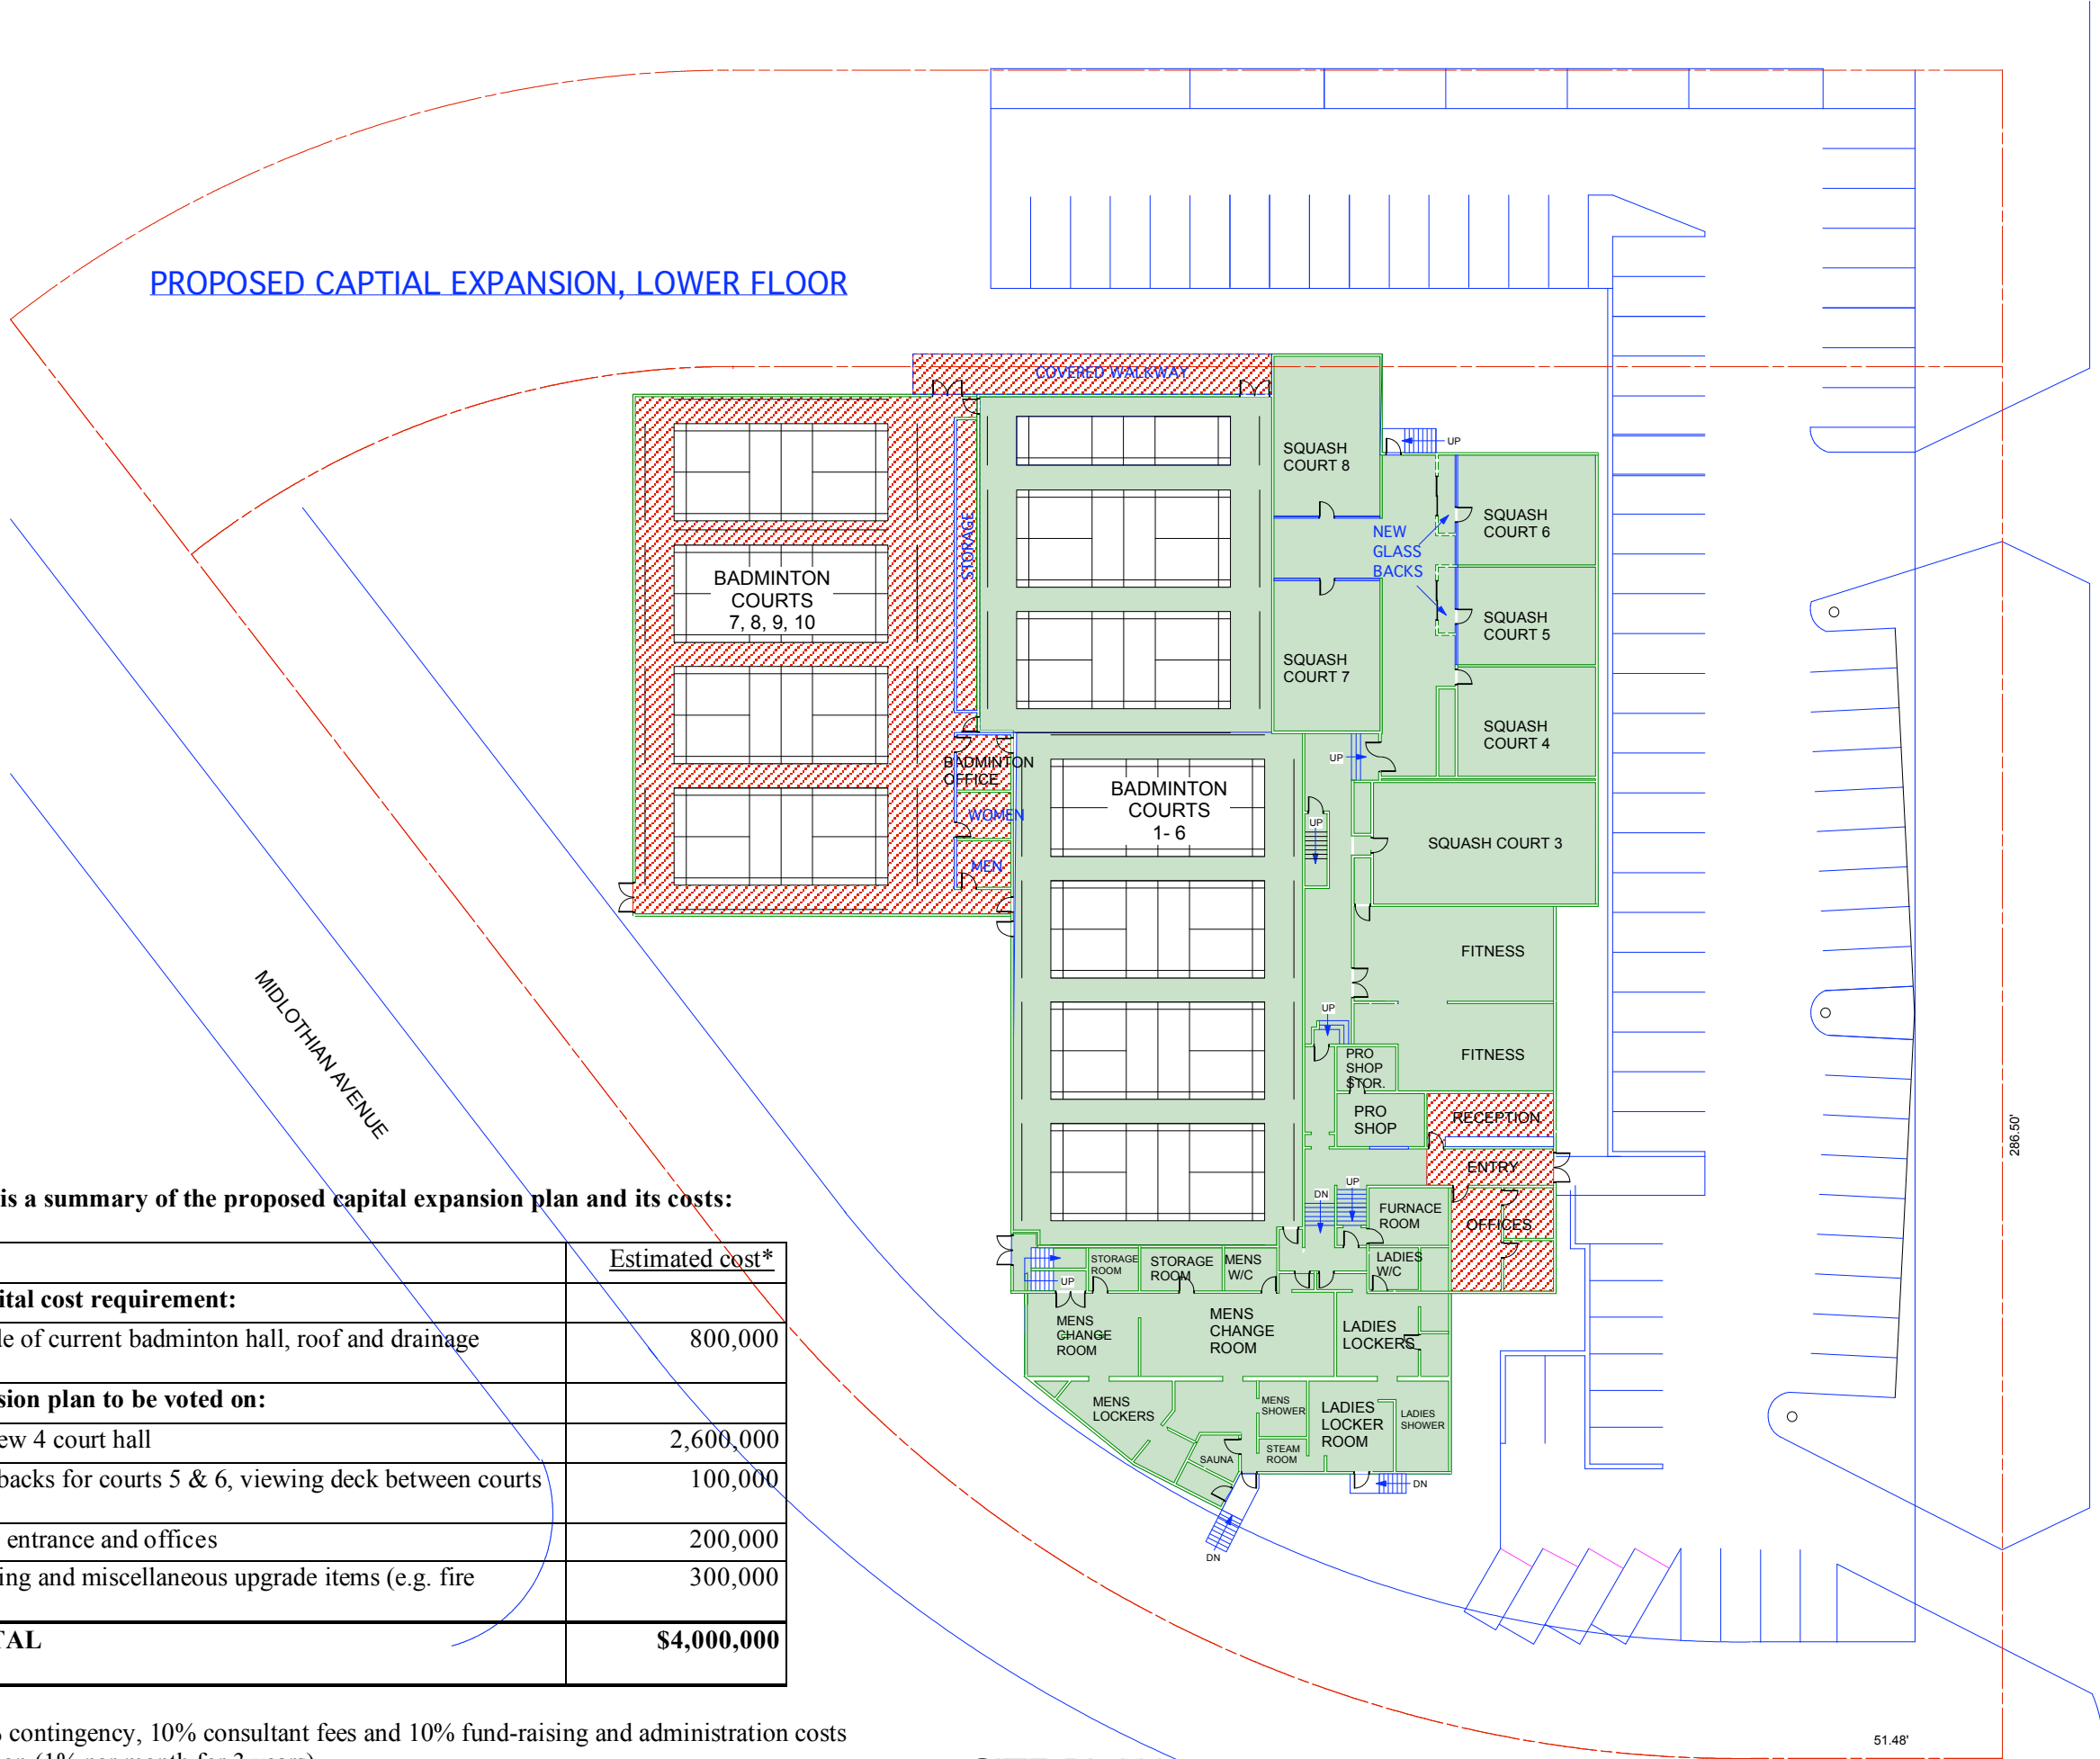 PROPOSED CAPTIAL EXPANSION, LOWER FLOOR
COVERED WALKWAY
SQUASH
COURT 8
UP
STORAGE
NEW
GLASS
BACKS
SQUASH
COURT 6
BADMINTON
COURTS
7, 8, 9, 10
SQUASH
COURT 5
SQUASH
COURT 7
SQUASH
COURT 4
BADMINTON
OFFICE
UP
BADMINTON
COURTS
1- 6
WOMEN
UP
SQUASH COURT 3
MEN
FITNESS
MIDLOTHIAN AVENUE
UP
FITNESS
PRO
SHOP
STOR.
PRO
SHOP
RECEPTION
286.50'
ENTRY
DN
UP
FURNACE
ROOM
OFFICES
STORAGE
ROOM
STORAGE
ROOM
MENS
W/C
LADIES
W/C
UP
MENS
CHANGE
ROOM
MENS
CHANGE
ROOM
LADIES
LOCKERS
MENS
LOCKERS
MENS
SHOWER
LADIES
LOCKER
ROOM
LADIES
SHOWER
SAUNA
STEAM
ROOM
DN
DN
is a summary of the proposed capital expansion plan and its costs:
Estimated cost*
ital cost requirement:
le of current badminton hall, roof and drainage 800,000
sion plan to be voted on:
ew 4 court hall 2,600,000
backs for courts 5 & 6, viewing deck between courts 100,000
entrance and offices 200,000
ing and miscellaneous upgrade items (e.g. fire 300,000
TAL $4,000,000
contingency, 10% consultant fees and 10% fund-raising and administration costs
(1% per month for 3 years)
51.48'